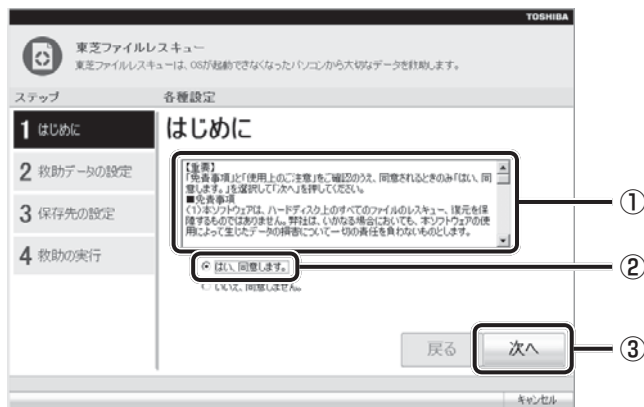 TOSHIBA
東芝ファイルレスキュー
東芝ファイルレスキューは、OSが起動できなくなったパソコンから大切なデータを救助します。
ステップ
各種設定
1 はじめに
2 救助データの設定
3 保存先の設定
4 救助の実行
はじめに
【重要】
「免責事項」と「使用上のご注意」をご確認のうえ、同意されるときのみ「はい、同
意します。」を選択して「次へ」を押してください。
■免責事項
(1)本ソフトウェアは、ハードディスク上のすべてのファイルのレスキュー、復元を保
障するものではありません。弊社は、いかなる場合においても、本ソフトウェアの使
用によって生じたデータの損害について一切の責任を負わないものとします。
はい、同意します。
いいえ、同意しません。
戻る
次へ
キャンセル
①
②
③